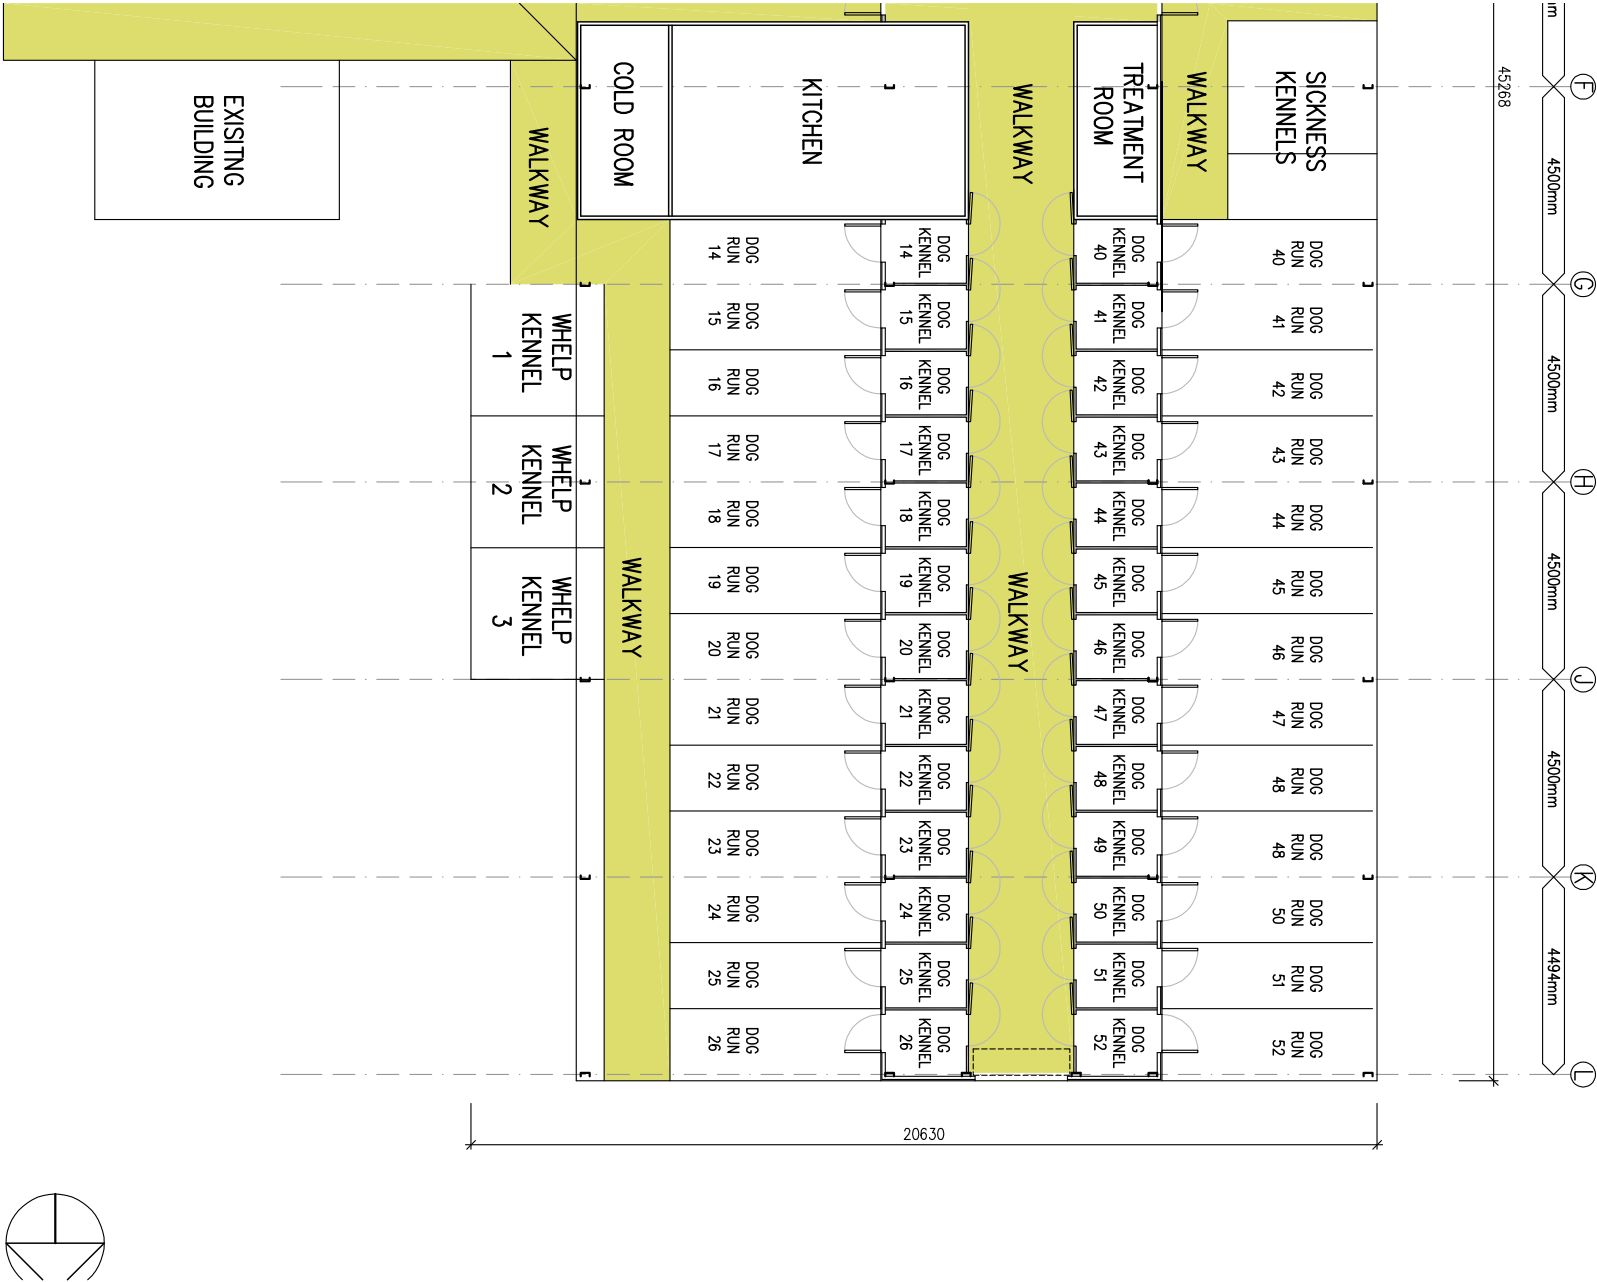 EXISITNG
BUILDING
WALKWAY
COLD ROOM
KITCHEN
WALKWAY
TREATMENT
ROOM
WALKWAY
SICKNESS
KENNELS
45268
F
4500mm
G
4500mm
H
4500mm
J
4500mm
K
4494mm
L
WHELP
KENNEL
1
WHELP
KENNEL
2
WHELP
KENNEL
3
WALKWAY
WALKWAY
DOG
RUN
14
DOG
RUN
15
DOG
RUN
16
DOG
RUN
17
DOG
RUN
18
DOG
RUN
19
DOG
RUN
20
DOG
RUN
21
DOG
RUN
22
DOG
RUN
23
DOG
RUN
24
DOG
RUN
25
DOG
RUN
26
DOG
KENNEL
14
DOG
KENNEL
15
DOG
KENNEL
16
DOG
KENNEL
17
DOG
KENNEL
18
DOG
KENNEL
19
DOG
KENNEL
20
DOG
KENNEL
21
DOG
KENNEL
22
DOG
KENNEL
23
DOG
KENNEL
24
DOG
KENNEL
25
DOG
KENNEL
26
DOG
KENNEL
40
DOG
KENNEL
41
DOG
KENNEL
42
DOG
KENNEL
43
DOG
KENNEL
44
DOG
KENNEL
45
DOG
KENNEL
46
DOG
KENNEL
47
DOG
KENNEL
48
DOG
KENNEL
49
DOG
KENNEL
50
DOG
KENNEL
51
DOG
KENNEL
52
DOG
RUN
40
DOG
RUN
41
DOG
RUN
42
DOG
RUN
43
DOG
RUN
44
DOG
RUN
45
DOG
RUN
46
DOG
RUN
47
DOG
RUN
48
DOG
RUN
48
DOG
RUN
50
DOG
RUN
51
DOG
RUN
52
20630